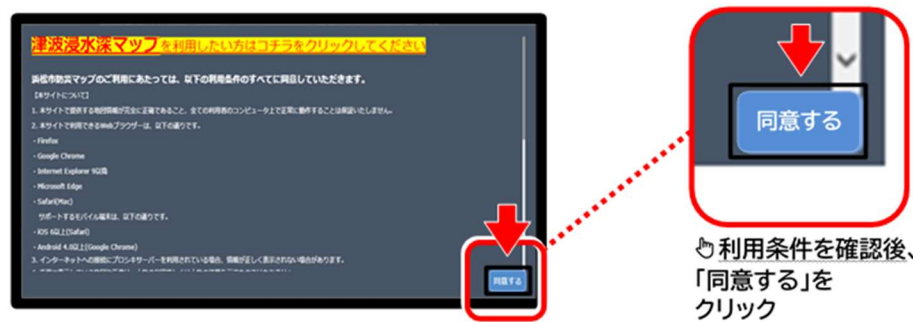 津波浸水深マップを利用したい方はコチラをクリックしてください
浜松市防災マップのご利用にあたっては、以下の利用条件のすべてに同意していただきます。
【本サイトについて】
1. 本サイトで提供する地図情報が完全に正確であること、全ての利用者のコンピュータ上で正常に動作することは保証いたしません。
2. 本サイトで利用できるWebブラウザーは、以下の通りです。
・Firefox
・Google Chrome
・Internet Explorer 9以降
・Microsoft Edge
・Safari(Mac)
サポートするモバイル端末は、以下の通りです。
・iOS 6以上(Safari)
・Android 4.0以上(Google Chrome)
3. インターネットへの接続にプロシキサーバーを利用されている場合、情報が正しく表示されない場合があります。
同意する
同意する
利用条件を確認後、
「同意する」を
クリック